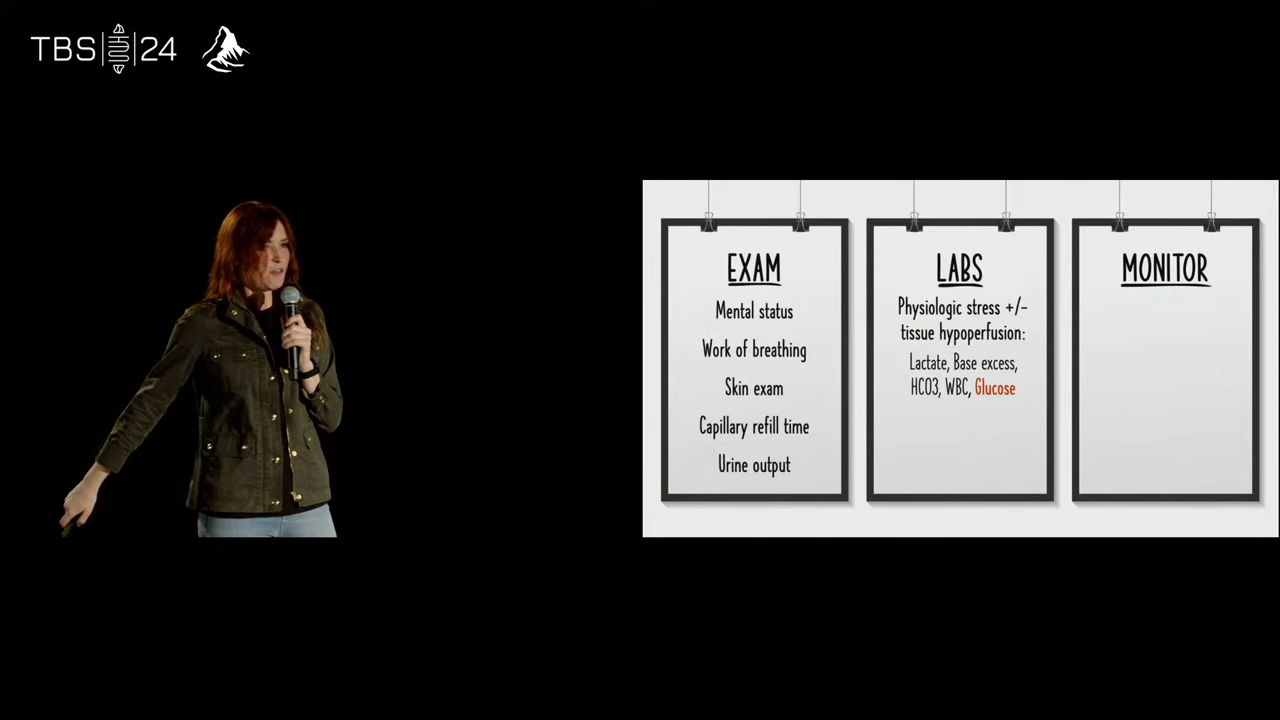 TBS 24
EXAM
Mental status
Work of breathing
Skin exam
Capillary refill time
Urine output
LABS
Physiologic stress +/-
tissue hypoperfusion:
Lactate, Base excess,
HCO3, WBC, Glucose
MONITOR